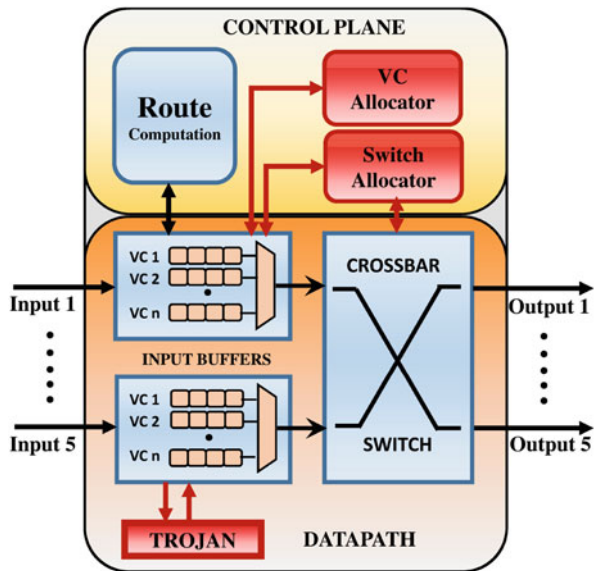 CONTROL PLANE
Route
Computation
VC
Allocator
Switch
Allocator
VC 1
VC 2
VC n
Input 1
CROSSBAR
Output 1
INPUT BUFFERS
VC 1
VC 2
VC n
Input 5
SWITCH
Output 5
TROJAN
DATAPATH